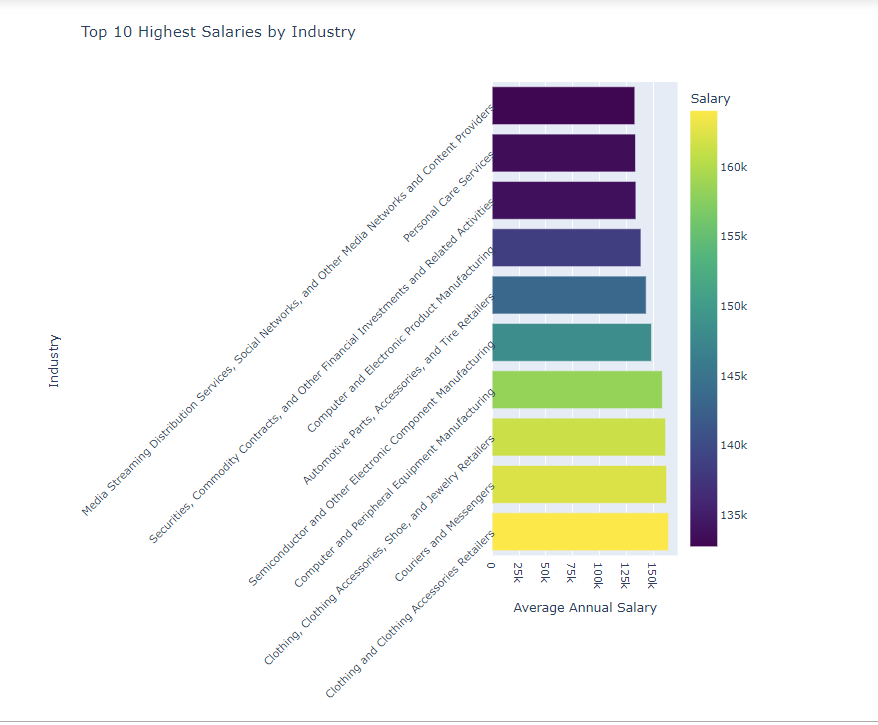 Top 10 Highest Salaries by Industry
Salary
Media Streaming Distribution Services, Social Networks, and Other Media Networks and Content Providers
Personal Care Services
Securities, Commodity Contracts, and Other Financial Investments and Related Activities
Computer and Electronic Product Manufacturing
Automotive Parts, Accessories, and Tire Retailers
Semiconductor and Other Electronic Component Manufacturing
Computer and Peripheral Equipment Manufacturing
Clothing, Clothing Accessories, Shoe, and Jewelry Retailers
Couriers and Messengers
Clothing and Clothing Accessories Retailers
Industry
0
25k
50k
75k
100k
125k
150k
Average Annual Salary
160k
155k
150k
145k
140k
135k